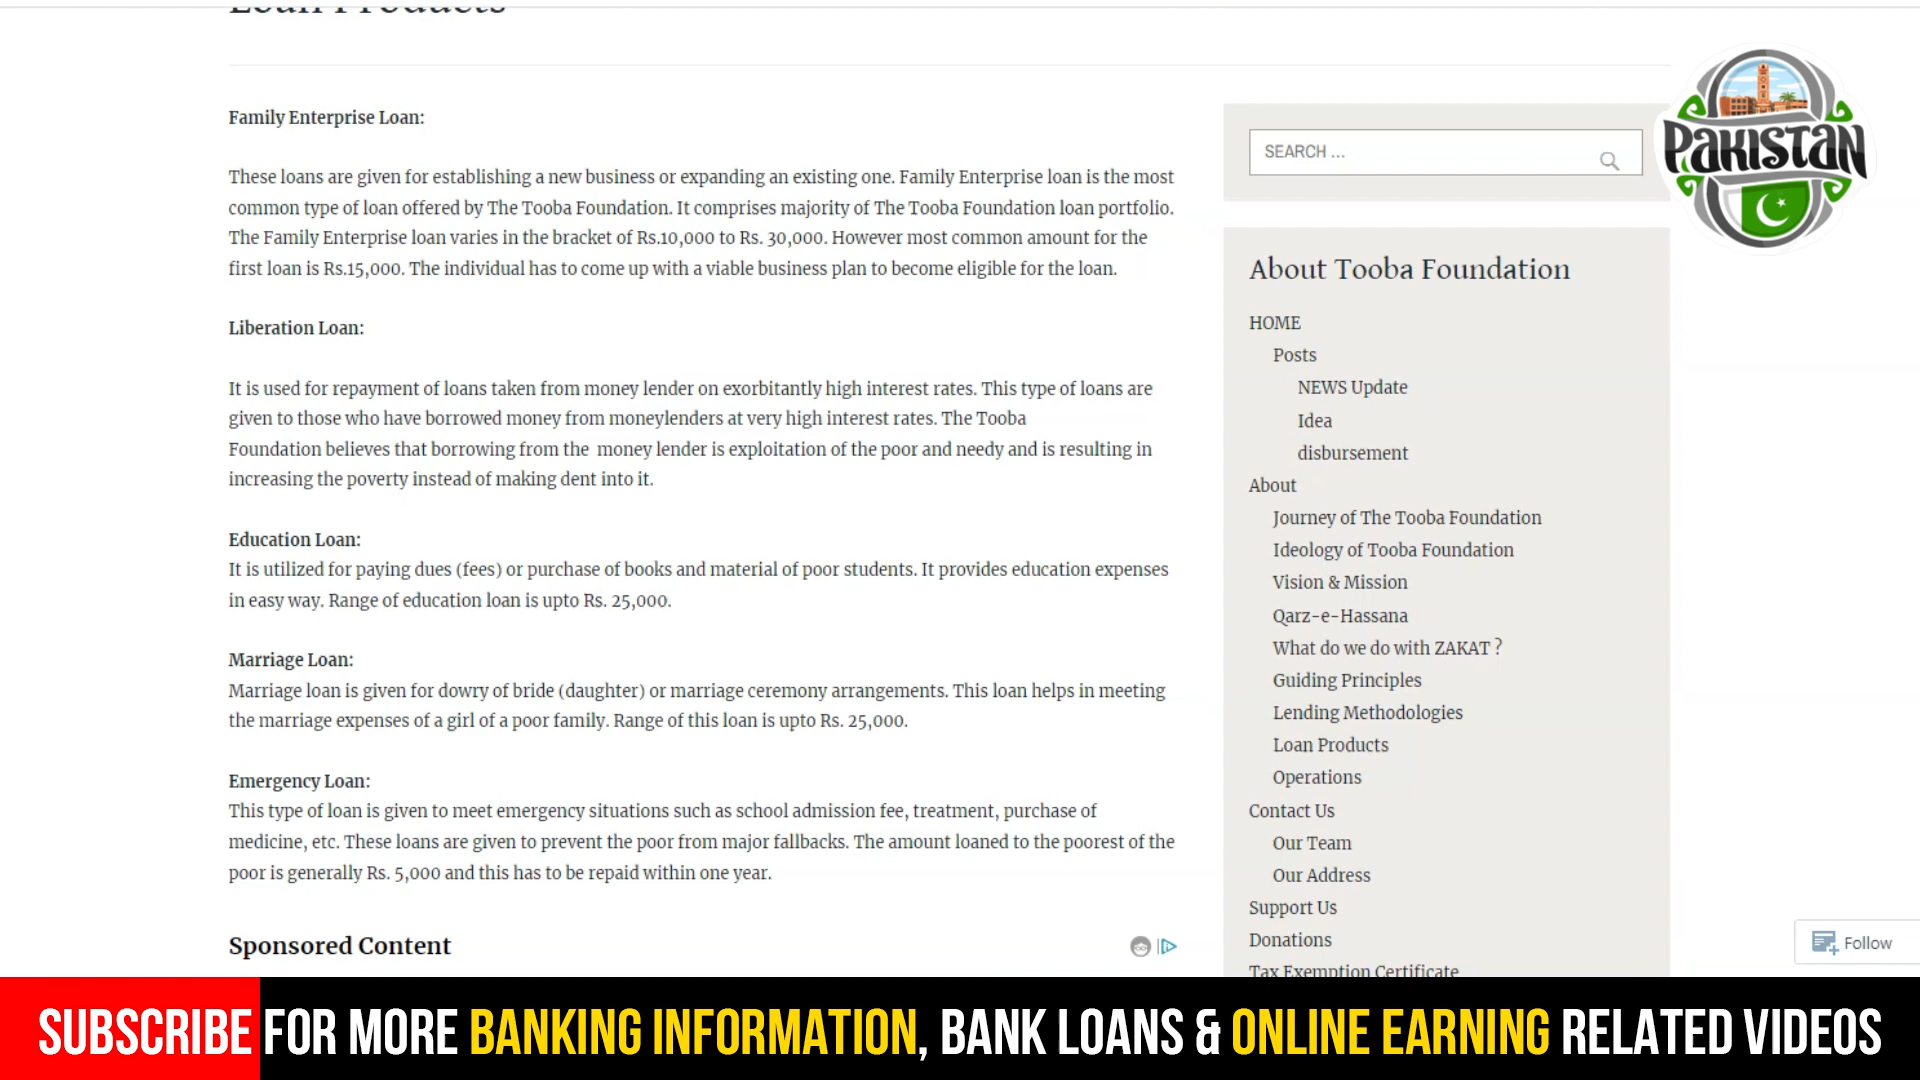 Loan Products
Family Enterprise Loan:
These loans are given for establishing a new business or expanding an existing one. Family Enterprise loan is the most
common type of loan offered by The Tooba Foundation. It comprises majority of The Tooba Foundation loan portfolio.
The Family Enterprise loan varies in the bracket of Rs.10,000 to Rs. 30,000. However most common amount for the
first loan is Rs.15,000. The individual has to come up with a viable business plan to become eligible for the loan.
Liberation Loan:
It is used for repayment of loans taken from money lender on exorbitantly high interest rates. This type of loans are
given to those who have borrowed money from moneylenders at very high interest rates. The Tooba
Foundation believes that borrowing from the  money lender is exploitation of the poor and needy and is resulting in
increasing the poverty instead of making dent into it.
Education Loan:
It is utilized for paying dues (fees) or purchase of books and material of poor students. It provides education expenses
in easy way. Range of education loan is upto Rs. 25,000.
Marriage Loan:
Marriage loan is given for dowry of bride (daughter) or marriage ceremony arrangements. This loan helps in meeting
the marriage expenses of a girl of a poor family. Range of this loan is upto Rs. 25,000.
Emergency Loan:
This type of loan is given to meet emergency situations such as school admission fee, treatment, purchase of
medicine, etc. These loans are given to prevent the poor from major fallbacks. The amount loaned to the poorest of the
poor is generally Rs. 5,000 and this has to be repaid within one year.
Sponsored Content
SEARCH ...
PAKISTAN
About Tooba Foundation
HOME
Posts
NEWS Update
Idea
disbursement
About
Journey of The Tooba Foundation
Ideology of Tooba Foundation
Vision & Mission
Qarz-e-Hassana
What do we do with ZAKAT ?
Guiding Principles
Lending Methodologies
Loan Products
Operations
Contact Us
Our Team
Our Address
Support Us
Donations
Tax Exemption Certificate
Follow
SUBSCRIBE FOR MORE BANKING INFORMATION, BANK LOANS & ONLINE EARNING RELATED VIDEOS